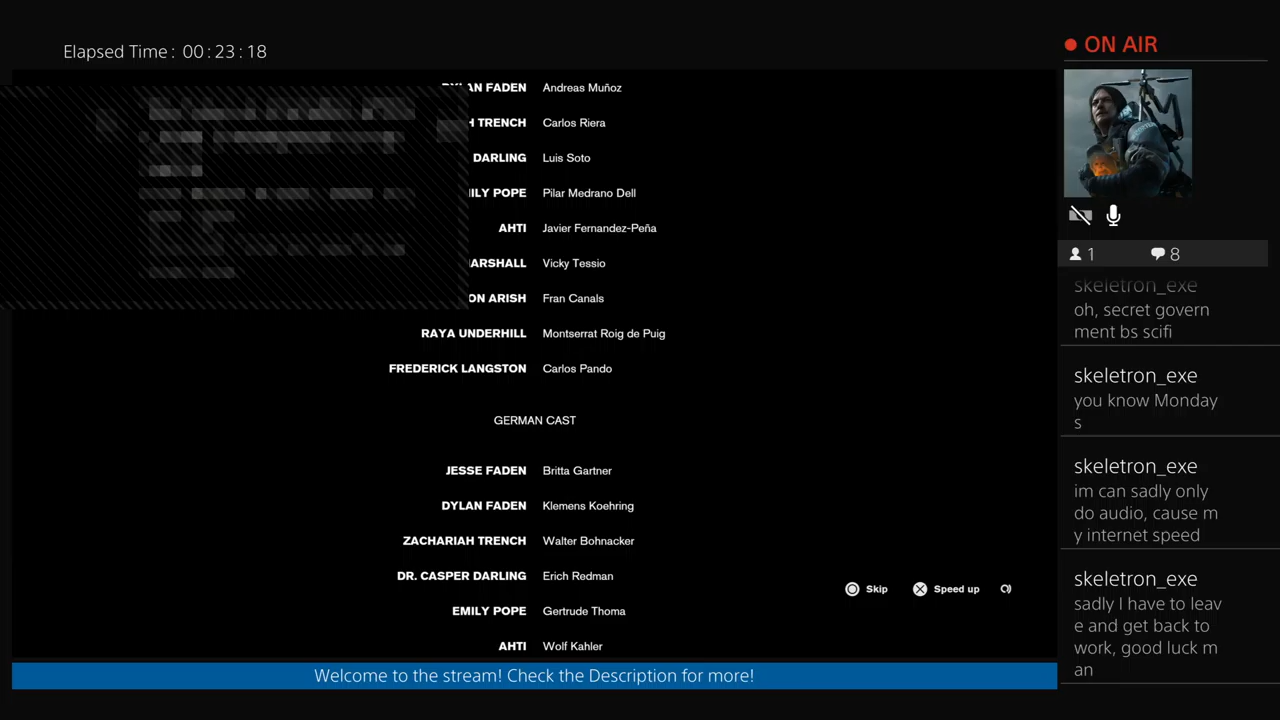 Elapsed Time: 00:23:18
ON AIR
AN FADEN Andreas Muñoz
H TRENCH Carlos Riera
DARLING Luis Soto
ILY POPE Pilar Medrano Dell
AHTI Javier Fernandez-Peña
ARSHALL Vicky Tessio
ON ARISH Fran Canals
RAYA UNDERHILL Montserrat Roig de Puig
FREDERICK LANGSTON Carlos Pando
GERMAN CAST
JESSE FADEN Britta Gartner
DYLAN FADEN Klemens Koehring
ZACHARIAH TRENCH Walter Bohnacker
DR. CASPER DARLING Erich Redman
EMILY POPE Gertrude Thoma
AHTI Wolf Kahler
Skip Speed up
Welcome to the stream! Check the Description for more!
1 8
skeletron_exe
oh, secret govern
ment bs scifi
skeletron_exe
you know Monday
s
skeletron_exe
im can sadly only
do audio, cause m
y internet speed
skeletron_exe
sadly I have to leav
e and get back to
work, good luck m
an